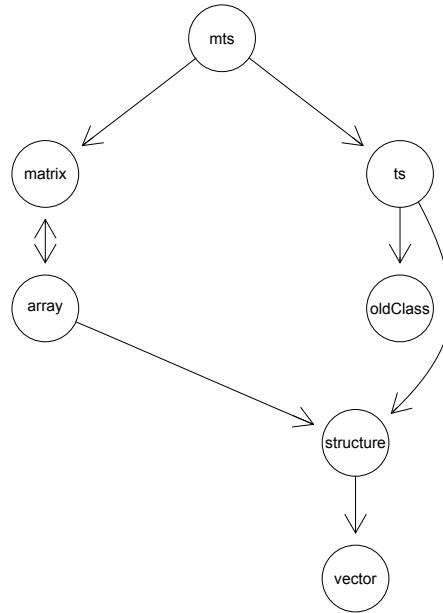 mts
matrix
ts
array
oldClass
structure
vector